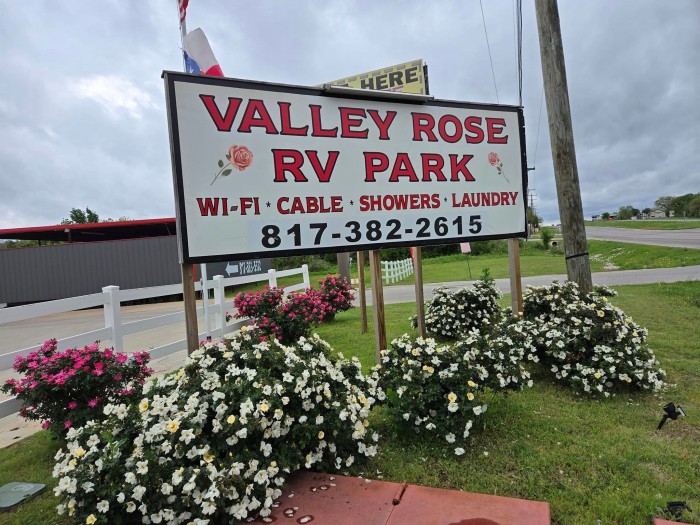 HERE
VALLEY ROSE
RV PARK
WI-FI * CABLE * SHOWERS * LAUNDRY
817-382-2615